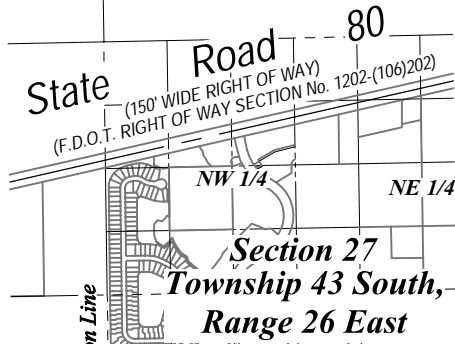 State Road 80
(150' WIDE RIGHT OF WAY)
(F.D.O.T. RIGHT OF WAY SECTION No. 1202-(106)202)
NW 1/4
NE 1/4
Section 27
Township 43 South,
Range 26 East
on Line